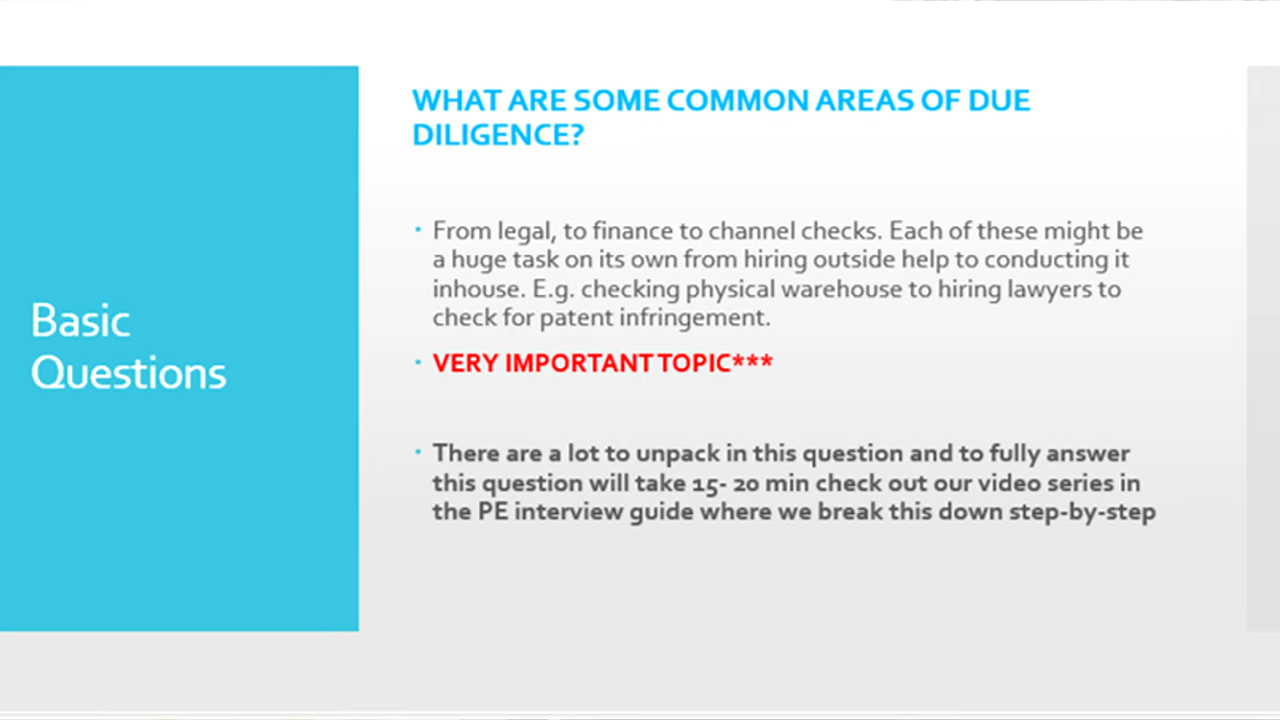 Basic
Questions
WHAT ARE SOME COMMON AREAS OF DUE
DILIGENCE?
From legal, to finance to channel checks. Each of these might be
a huge task on its own from hiring outside help to conducting it
inhouse. E.g. checking physical warehouse to hiring lawyers to
check for patent infringement.
VERY IMPORTANT TOPIC***
There are a lot to unpack in this question and to fully answer
this question will take 15- 20 min check out our video series in
the PE interview guide where we break this down step-by-step